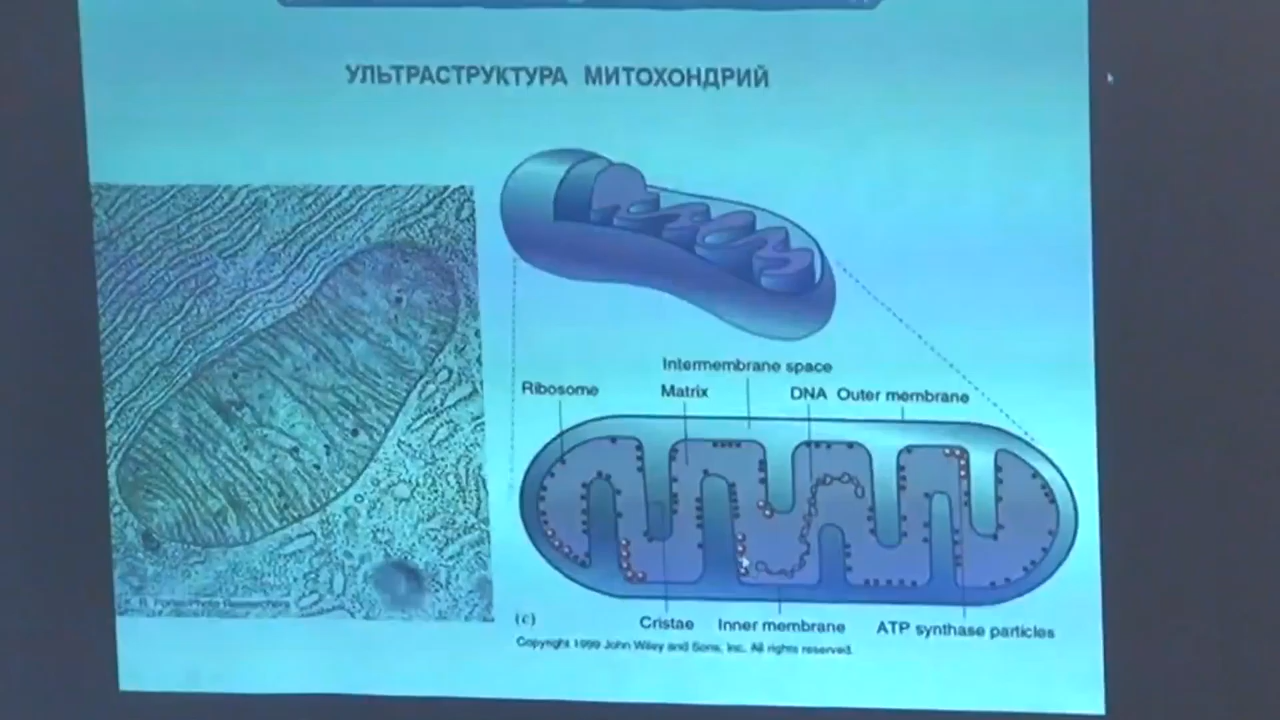 УЛЬТРАСТРУКТУРА МИТОХОНДРИЙ
Intermembrane space
Ribosome
Matrix
DNA
Outer membrane
(c)
Cristae
Inner membrane
ATP synthase particles
Copyright 1999 John Wiley and Sons, Inc. All rights reserved.